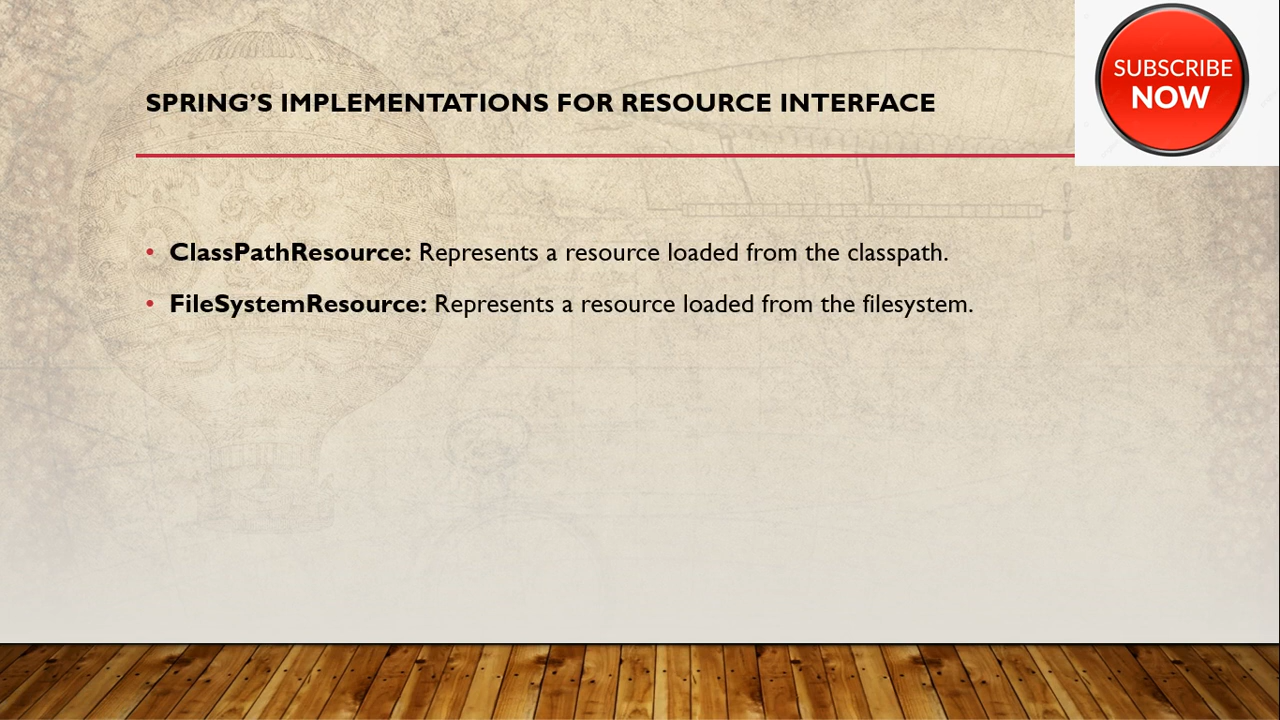 SPRING’S IMPLEMENTATIONS FOR RESOURCE INTERFACE
SUBSCRIBE
NOW
• ClassPathResource: Represents a resource loaded from the classpath.
• FileSystemResource: Represents a resource loaded from the filesystem.